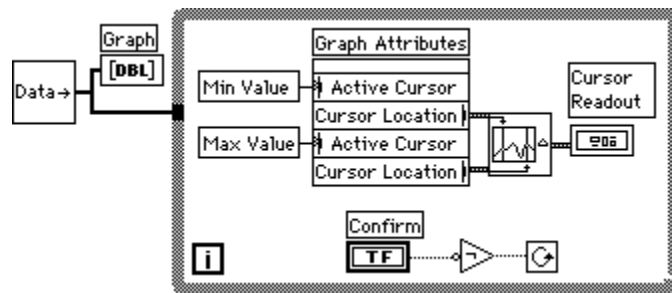 Graph
[DBL]
Data→
Graph Attributes
Min Value
Active Cursor
Cursor Location
Max Value
Active Cursor
Cursor Location
Cursor
Readout
Confirm
TF
i